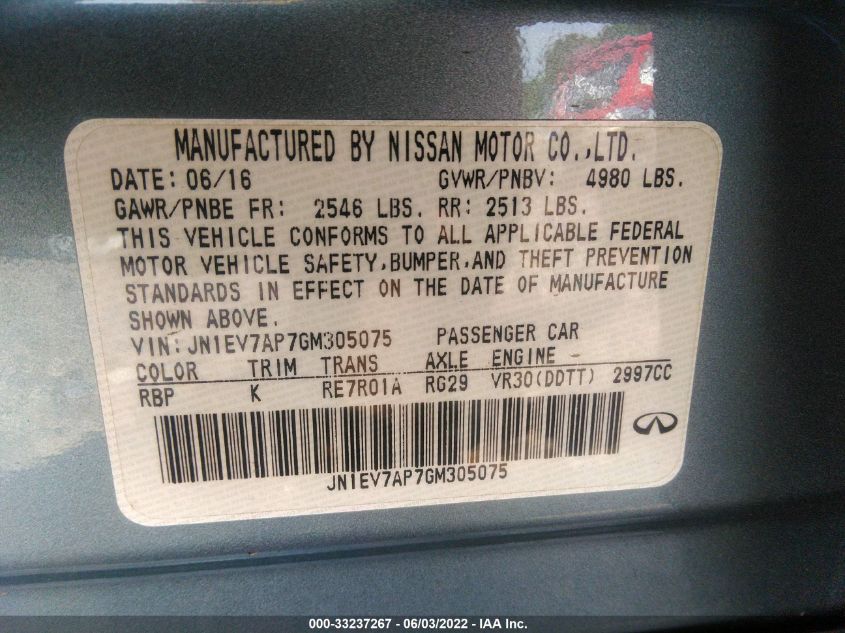 MANUFACTURED BY NISSAN MOTOR CO.,LTD.
DATE: 06/16 GVWR/PNBV: 4980 LBS.
GAWR/PNBE FR: 2546 LBS. RR: 2513 LBS.
THIS VEHICLE CONFORMS TO ALL APPLICABLE FEDERAL
MOTOR VEHICLE SAFETY,BUMPER,AND THEFT PREVENTION
STANDARDS IN EFFECT ON THE DATE OF MANUFACTURE
SHOWN ABOVE.
VIN:JN1EV7AP7GM305075 PASSENGER CAR
COLOR TRIM TRANS AXLE ENGINE
RBP K RE7R01A RG29 VR30(DDTT) 2997CC
JN1EV7AP7GM305075
000-33237267 - 06/03/2022 - IAA Inc.